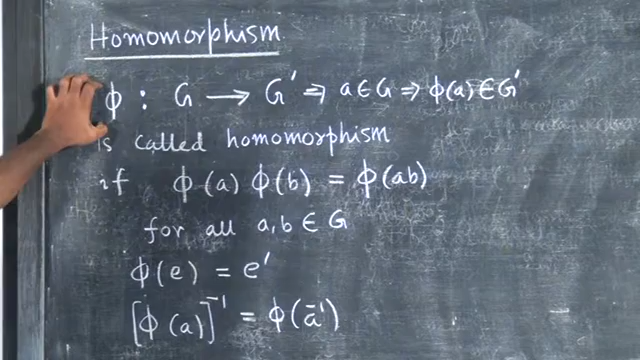 Homomorphism
ϕ : G → G' ⇒ a ∈ G ⇒ ϕ(a) ∈ G'
is called homomorphism
if ϕ(a) ϕ(b) = ϕ(ab)
for all a, b ∈ G
ϕ(e) = e'
[ϕ(a)]⁻¹ = ϕ(a⁻¹)